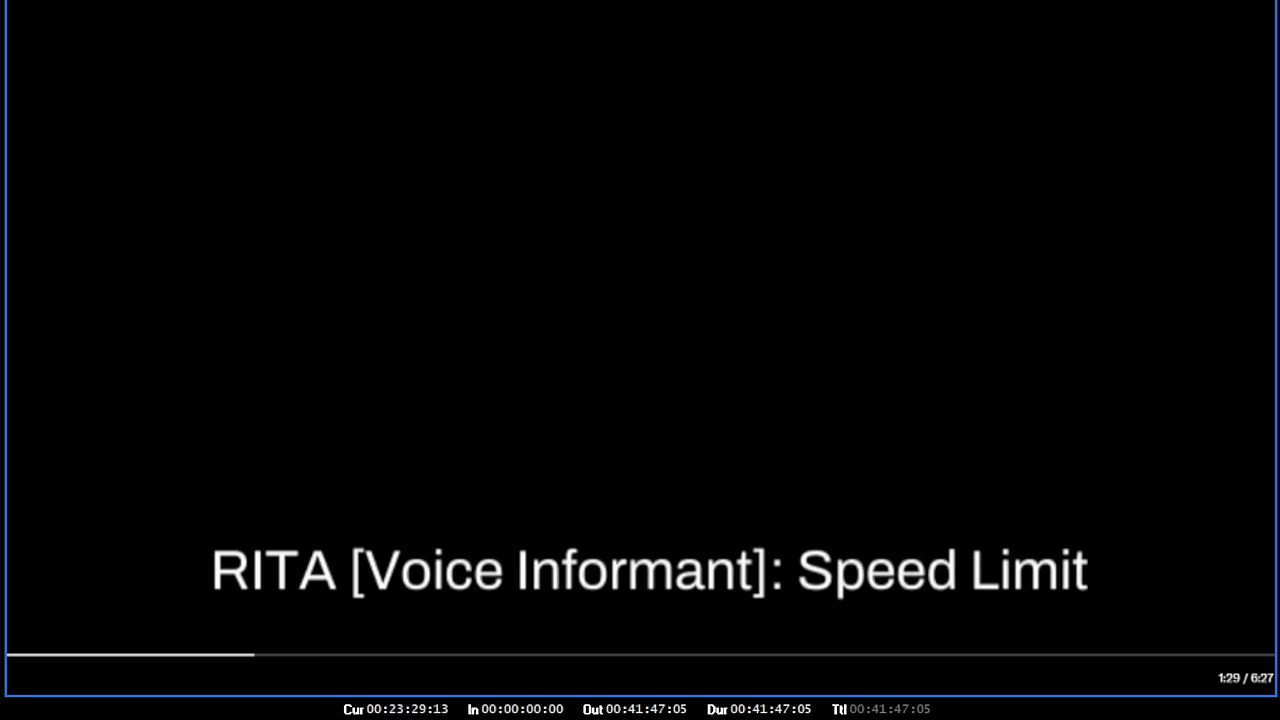 RITA [Voice Informant]: Speed Limit
1:29 / 6:27
Cur 00:23:29:13 In 00:00:00:00 Out 00:41:47:05 Dur 00:41:47:05 Ttl 00:41:47:05